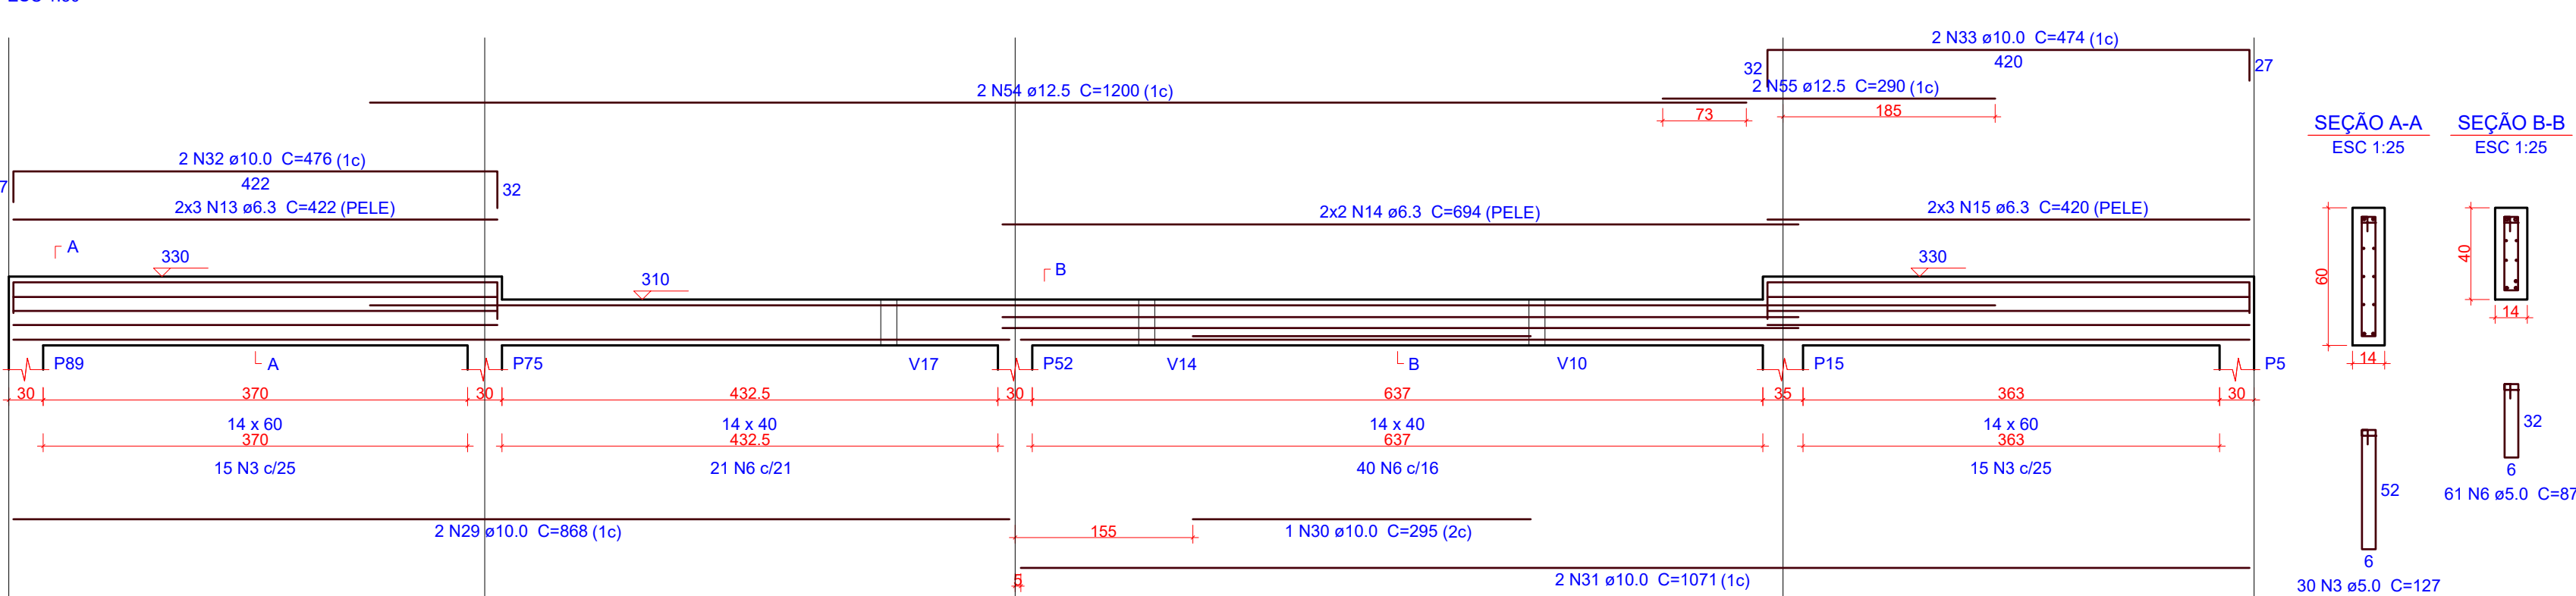 2 N33 ø10.0 C=474 (1c)
32
420
27
2 N54 ø12.5 C=1200 (1c)
2 N55 ø12.5 C=290 (1c)
73
185
SEÇÃO A-A
ESC 1:25
SEÇÃO B-B
ESC 1:25
2 N32 ø10.0 C=476 (1c)
422
7
32
2x3 N13 ø6.3 C=422 (PELE)
2x2 N14 ø6.3 C=694 (PELE)
2x3 N15 ø6.3 C=420 (PELE)
A
330
310
B
330
60
14
40
14
P89
A
P75
V17
P52
V14
B
V10
P15
P5
30
370
30
432.5
30
637
35
363
30
14 x 60
14 x 40
14 x 40
14 x 60
370
432.5
637
363
15 N3 c/25
21 N6 c/21
40 N6 c/16
15 N3 c/25
32
6
61 N6 ø5.0 C=87
52
6
30 N3 ø5.0 C=127
2 N29 ø10.0 C=868 (1c)
155
1 N30 ø10.0 C=295 (2c)
5
2 N31 ø10.0 C=1071 (1c)